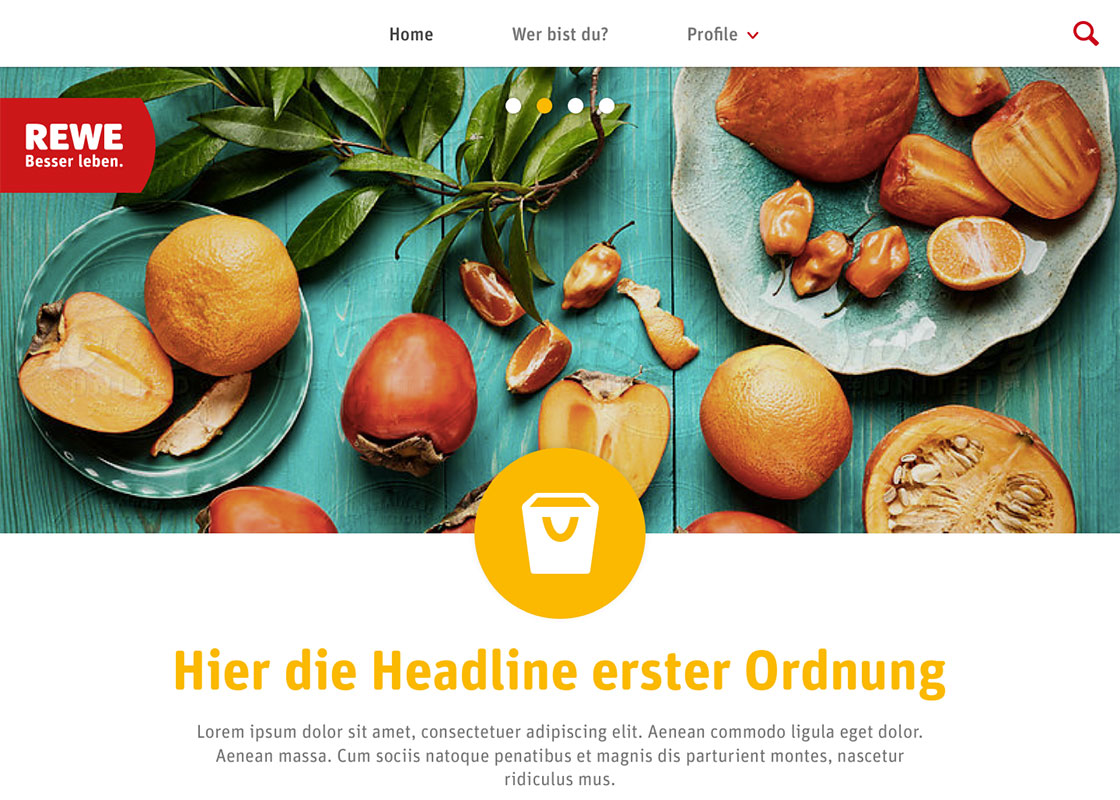 Home
Wer bist du?
Profile
REWE
Besser leben.
Hier die Headline erster Ordnung
Lorem ipsum dolor sit amet, consectetuer adipiscing elit. Aenean commodo ligula eget dolor.
Aenean massa. Cum sociis natoque penatibus et magnis dis parturient montes, nascetur
ridiculus mus.